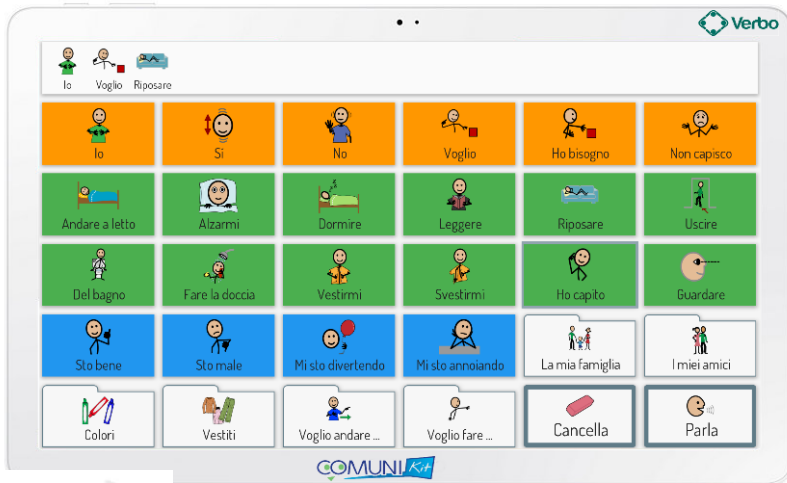 Verbo
Io Voglio Riposare
Io Si No Voglio Ho bisogno Non capisco
Andare a letto Alzarmi Dormire Leggere Riposare Uscire
Del bagno Fare la doccia Vestirmi Svestirmi Ho capito Guardare
Sto bene Sto male Mi sto divertendo Mi sto annoiando La mia famiglia I miei amici
Colori Vestiti Voglio andare ... Voglio fare ... Cancella Parla
COMUNI Kit